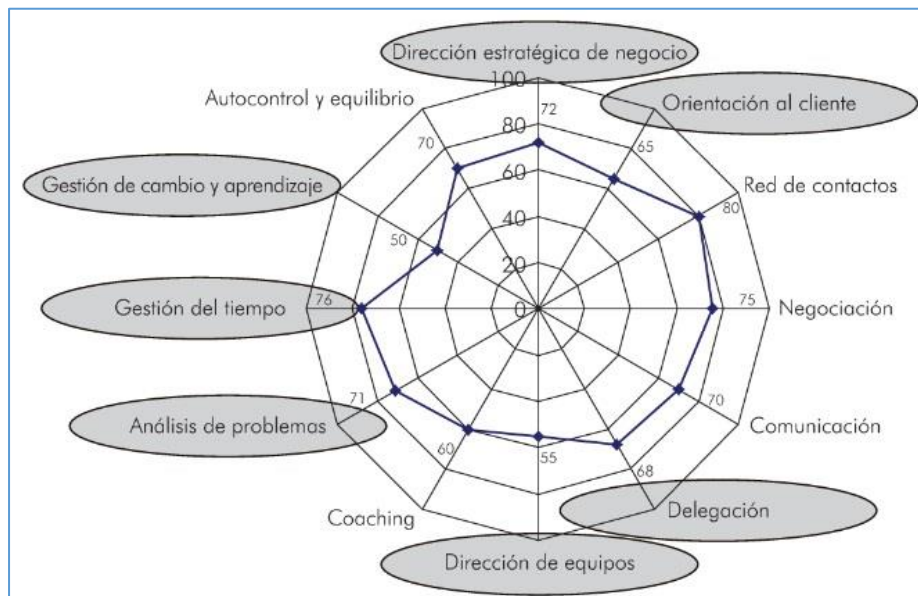 Dirección estratégica de negocio
100
72
Autocontrol y equilibrio
Orientación al cliente
80
70
65
60
Gestión de cambio y aprendizaje
Red de contactos
80
50
40
20
Gestión del tiempo
76
0
75
Negociación
71
70
Análisis de problemas
Comunicación
60
55
68
Coaching
Delegación
Dirección de equipos